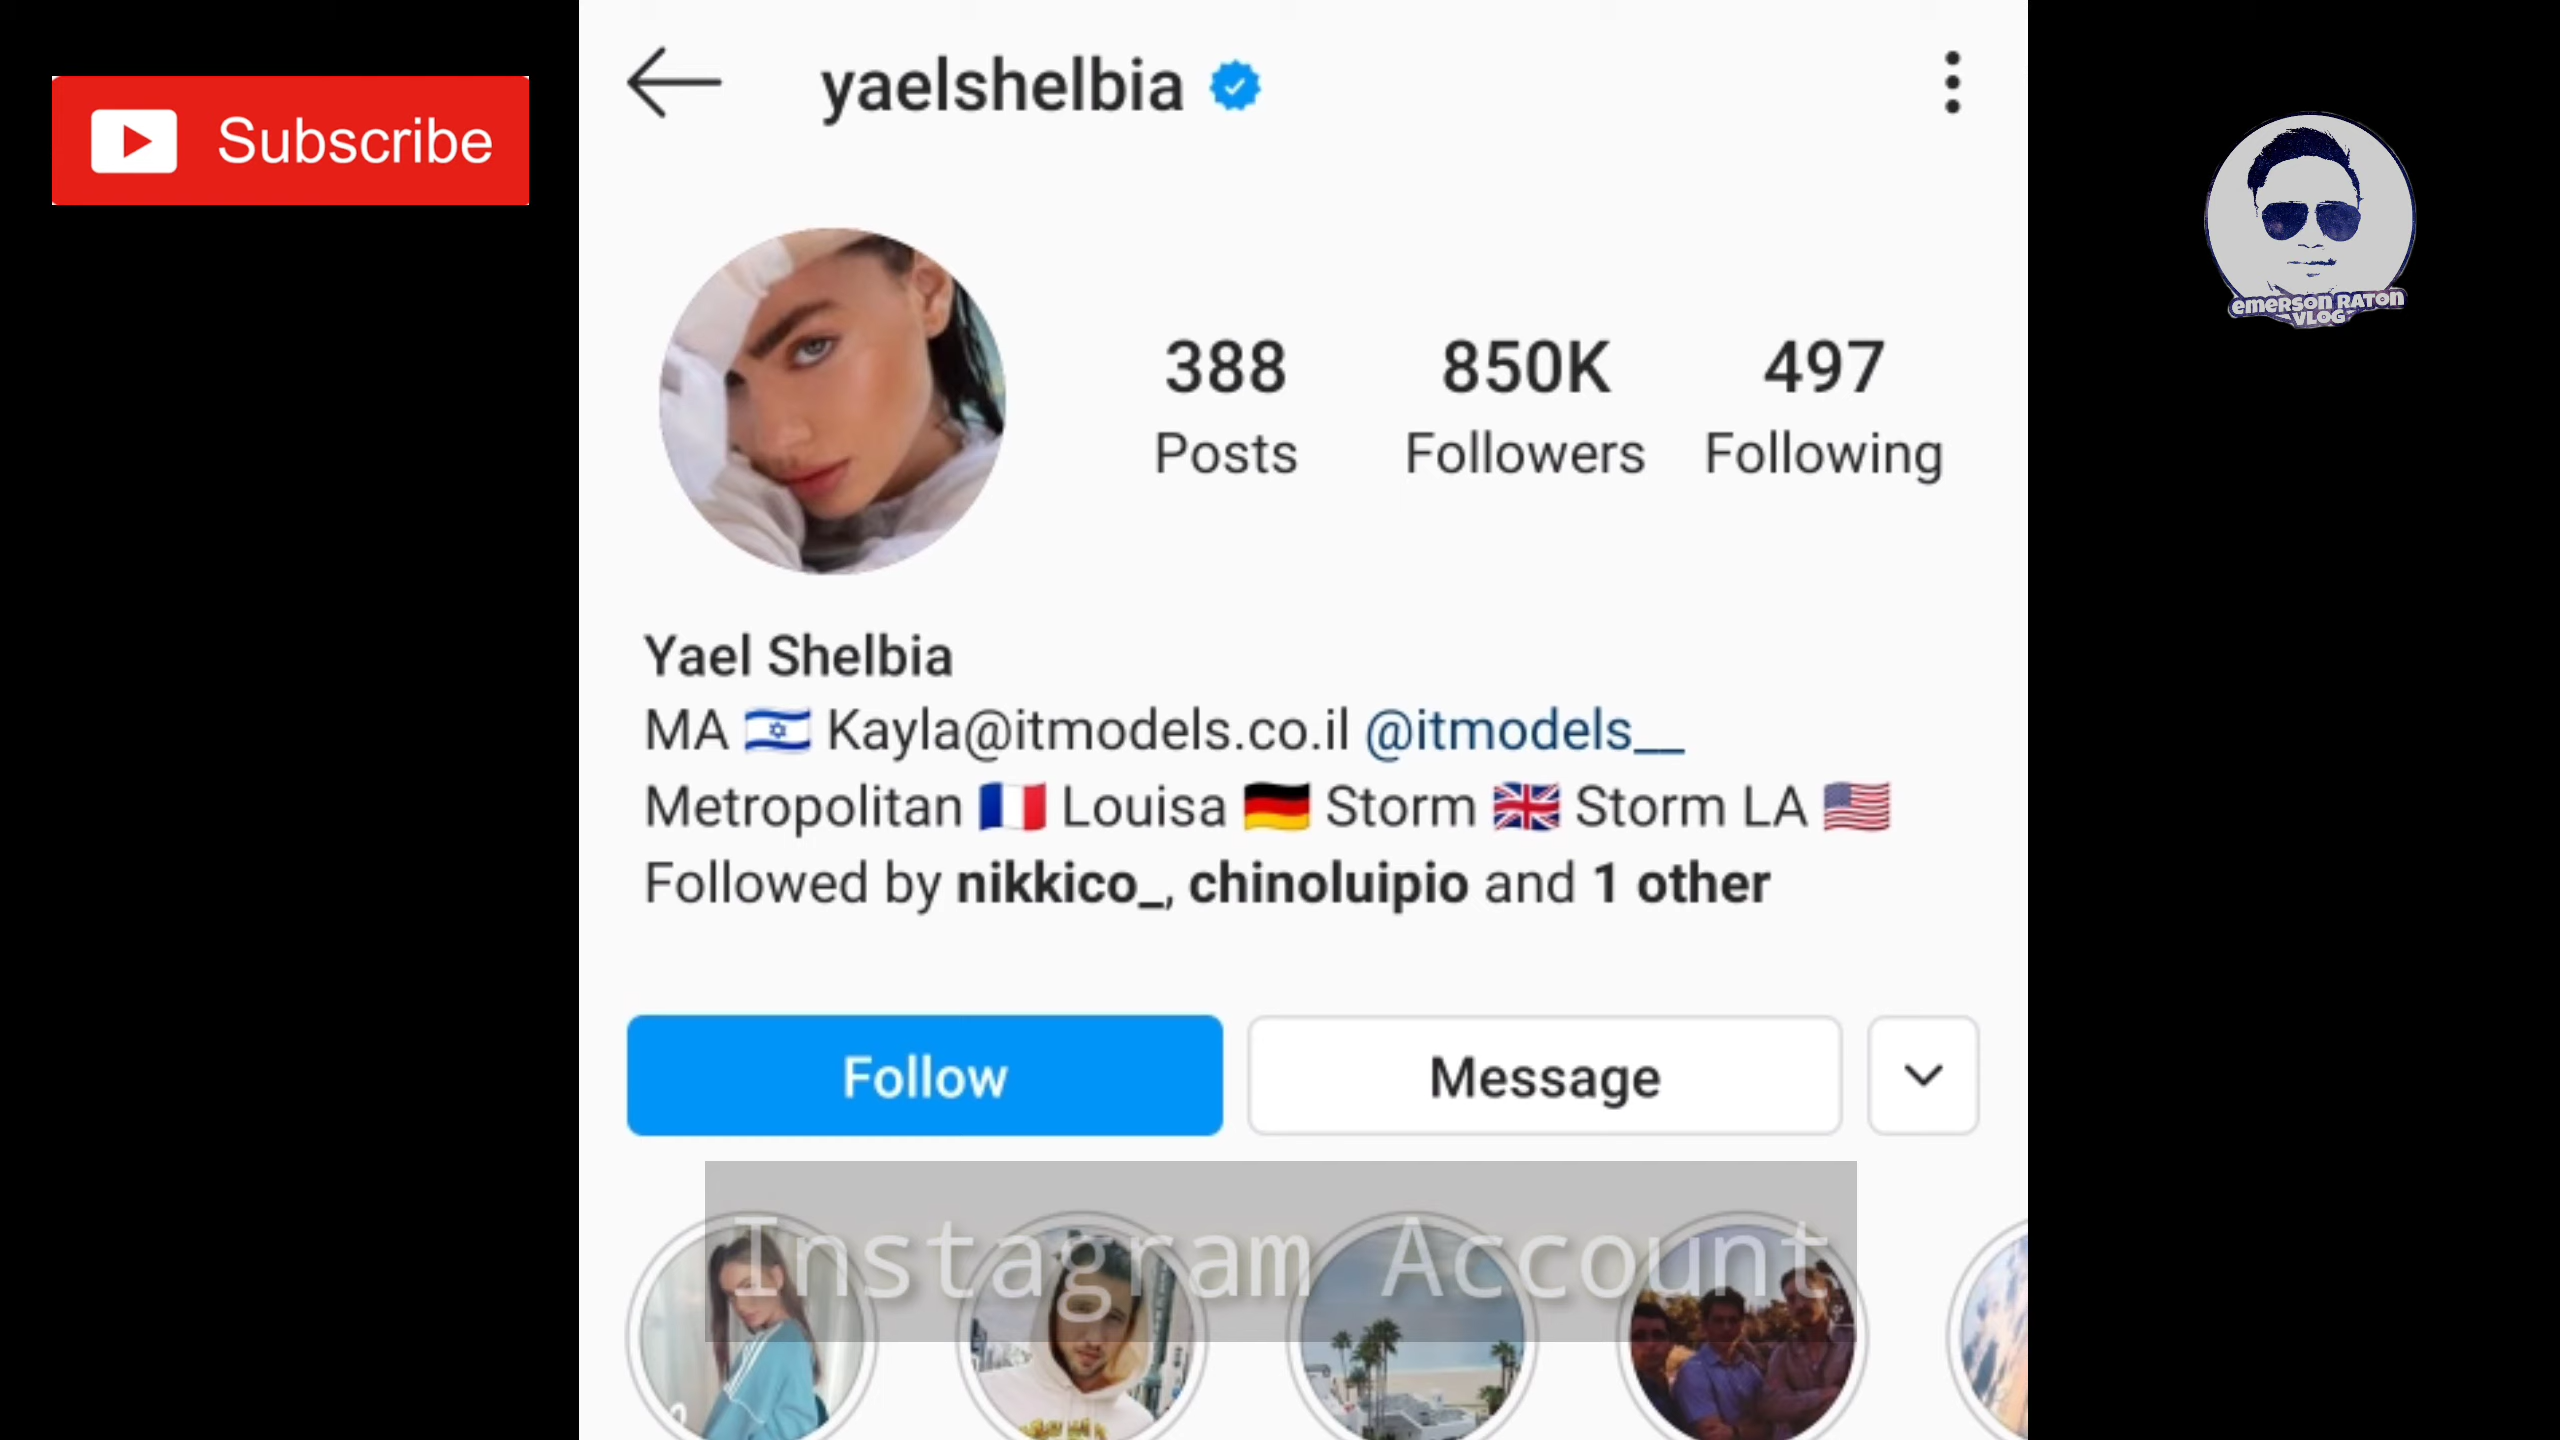 Subscribe
yaelshelbia
emerson Raton
VLOG
388 850K 497
Posts Followers Following
Yael Shelbia
MA 🇮🇱 Kayla@itmodels.co.il @itmodels__
Metropolitan 🇫🇷 Louisa 🇩🇪 Storm 🇬🇧 Storm LA 🇺🇸
Followed by nikkico_, chinoluipio and 1 other
Follow Message
Instagram Account